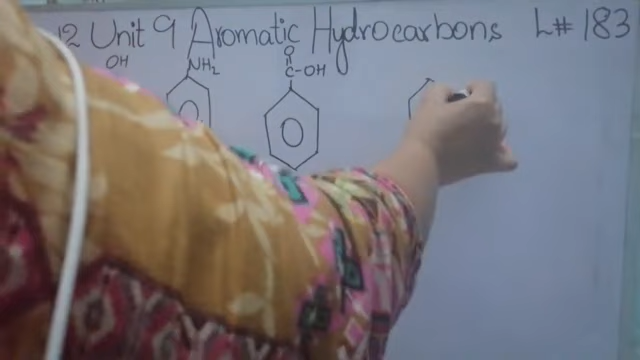 12 Unit 9 Aromatic Hydrocarbons L# 183
OH
NH₂
O
C-OH